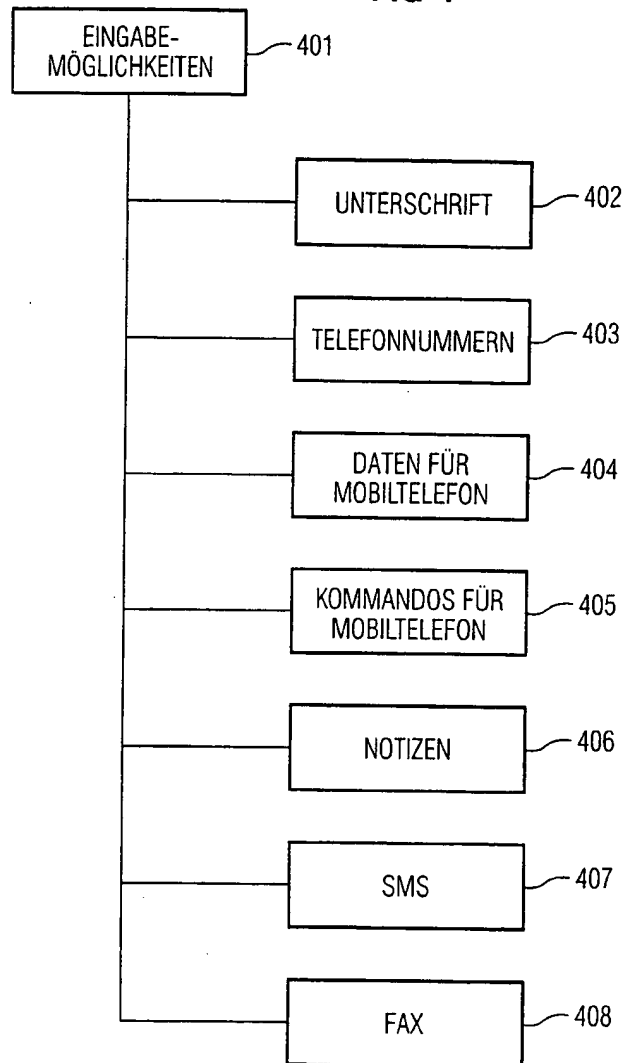 EINGABE-
MÖGLICHKEITEN
401
UNTERSCHRIFT
402
TELEFONNUMMERN
403
DATEN FÜR
MOBILTELEFON
404
KOMMANDOS FÜR
MOBILTELEFON
405
NOTIZEN
406
SMS
407
FAX
408